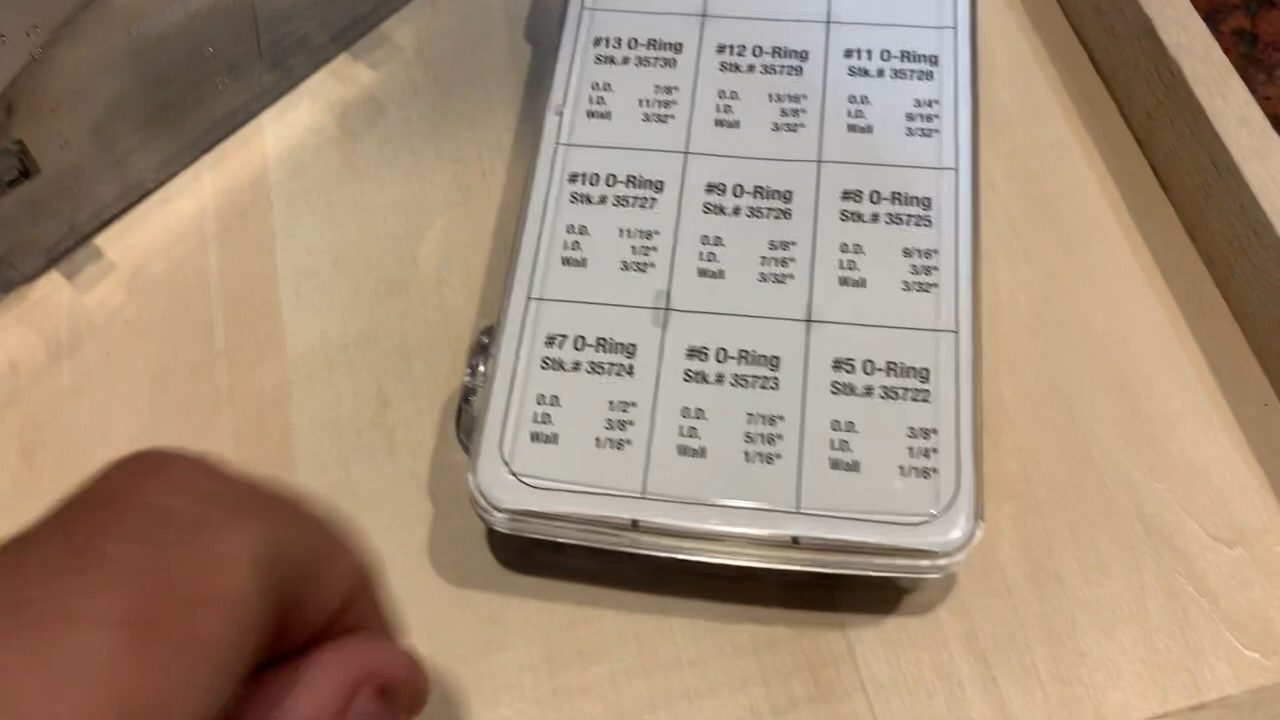 #13 O-Ring
Stk.# 35730
O.D. 7/8"
I.D. 11/16"
Wall 3/32"
#12 O-Ring
Stk.# 35729
O.D. 13/16"
I.D. 5/8"
Wall 3/32"
#11 O-Ring
Stk.# 35728
O.D. 3/4"
I.D. 9/16"
Wall 3/32"
#10 O-Ring
Stk.# 35727
O.D. 11/16"
I.D. 1/2"
Wall 3/32"
#9 O-Ring
Stk.# 35726
O.D. 5/8"
I.D. 7/16"
Wall 3/32"
#8 O-Ring
Stk.# 35725
O.D. 9/16"
I.D. 3/8"
Wall 3/32"
#7 O-Ring
Stk.# 35724
O.D. 1/2"
I.D. 3/8"
Wall 1/16"
#6 O-Ring
Stk.# 35723
O.D. 7/16"
I.D. 5/16"
Wall 1/16"
#5 O-Ring
Stk.# 35722
O.D. 3/8"
I.D. 1/4"
Wall 1/16"